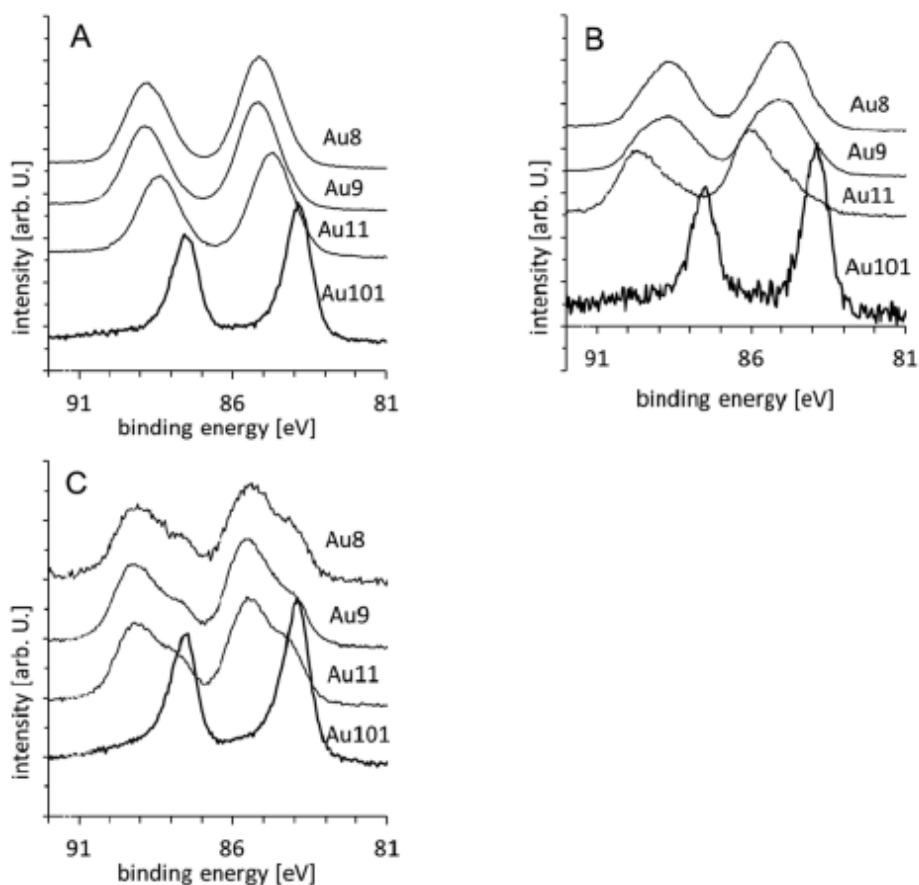 A
Au8
Au9
Au11
Au101
intensity [arb. U.]
91 86 81
binding energy [eV]
B
Au8
Au9
Au11
Au101
intensity [arb. U.]
91 86 81
binding energy [eV]
C
Au8
Au9
Au11
Au101
intensity [arb. U.]
91 86 81
binding energy [eV]